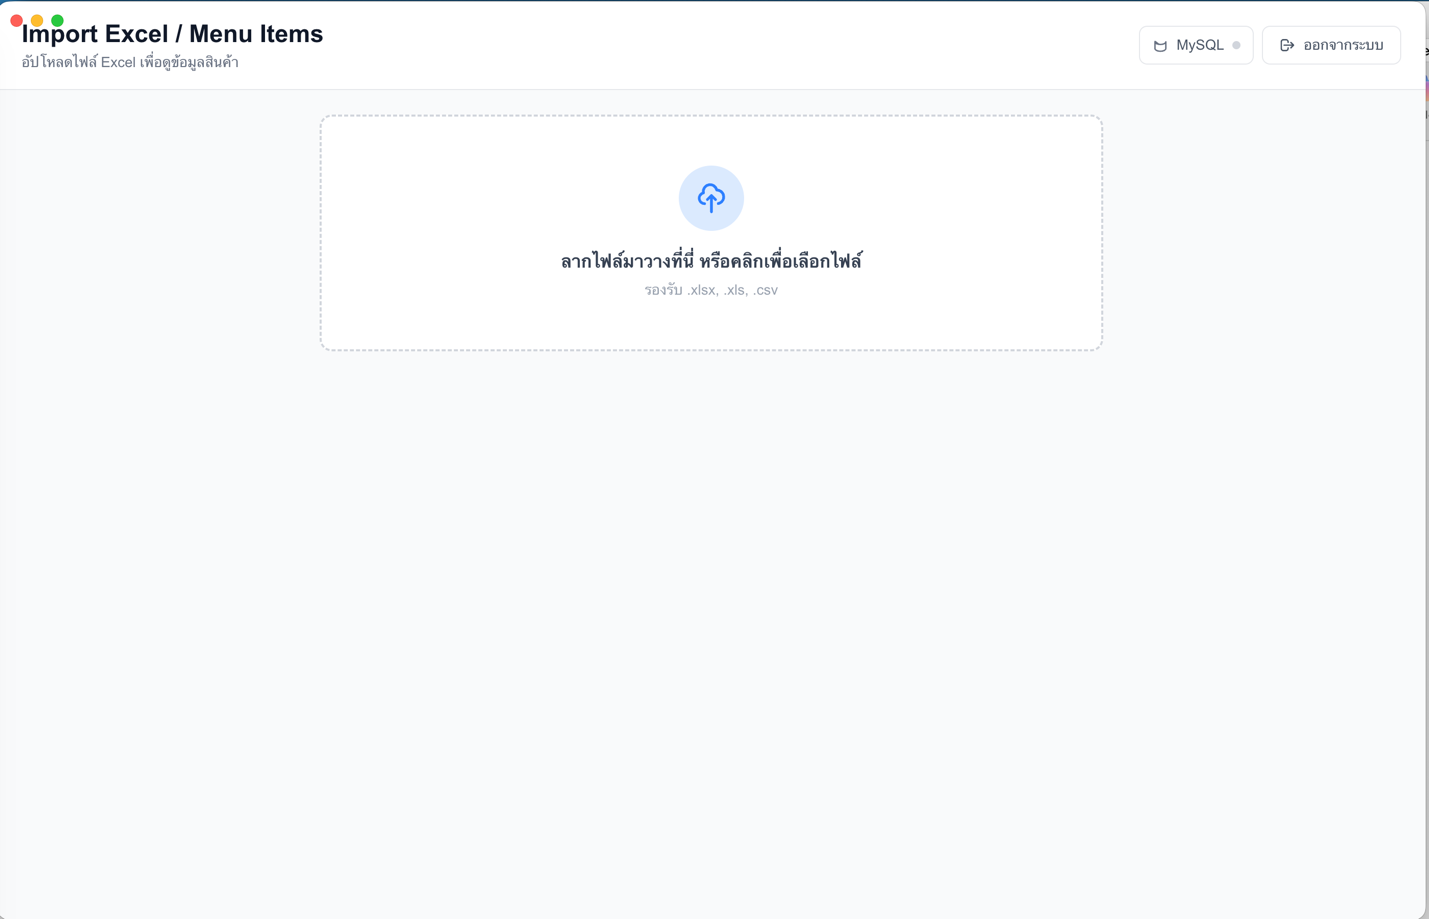 Import Excel / Menu Items
อัปโหลดไฟล์ Excel เพื่อดูข้อมูลสินค้า
MySQL
ออกจากระบบ
ลากไฟล์มาวางที่นี่ หรือคลิกเพื่อเลือกไฟล์
รองรับ .xlsx, .xls, .csv